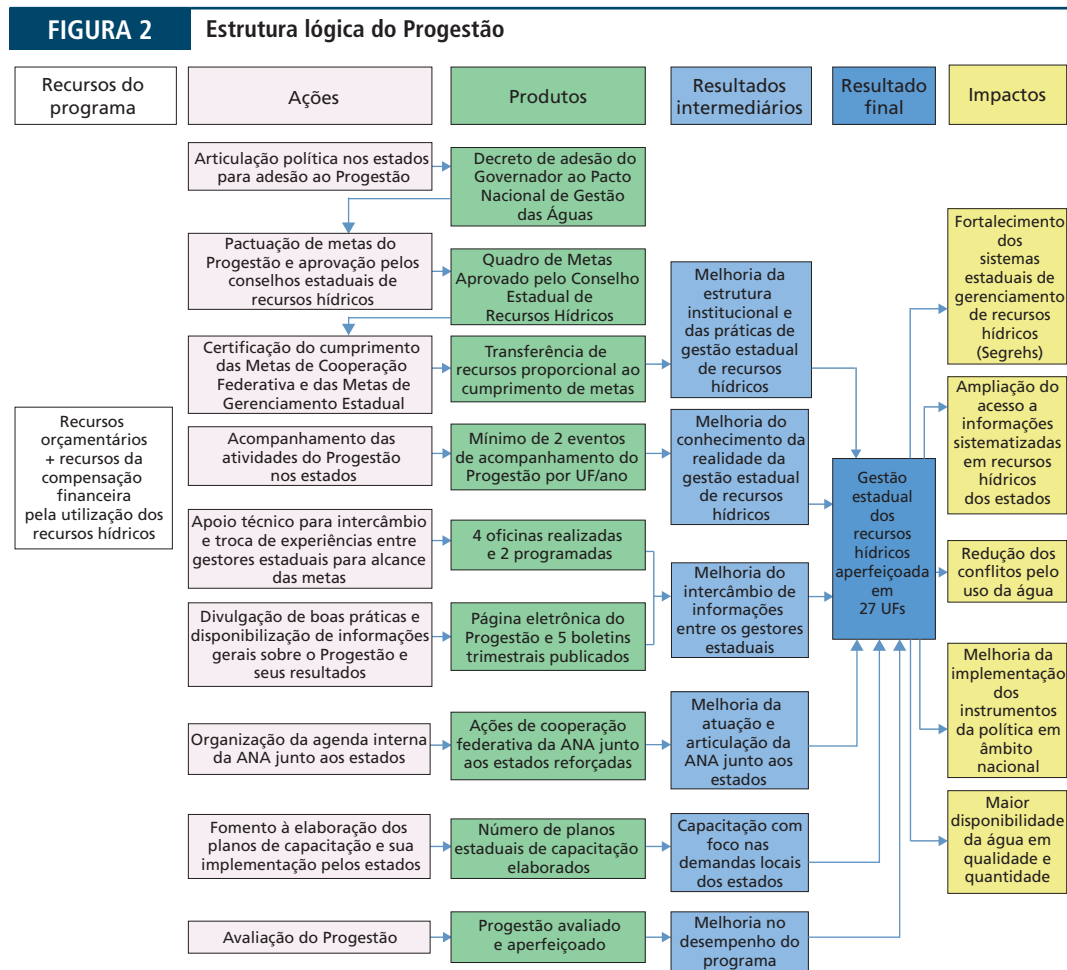 FIGURA 2
Estrutura lógica do Progestão
Recursos do
programa
Ações
Produtos
Resultados
intermediários
Resultado
final
Impactos
Recursos
orçamentários
+ recursos da
compensação
financeira
pela utilização dos
recursos hídricos
Articulação política nos estados
para adesão ao Progestão
Pactuação de metas do
Progestão e aprovação pelos
conselhos estaduais de
recursos hídricos
Certificação do cumprimento
das Metas de Cooperação
Federativa e das Metas de
Gerenciamento Estadual
Acompanhamento das
atividades do Progestão
nos estados
Apoio técnico para intercâmbio
e troca de experiências entre
gestores estaduais para alcance
das metas
Divulgação de boas práticas e
disponibilização de informações
gerais sobre o Progestão e
seus resultados
Organização da agenda interna
da ANA junto aos estados
Fomento à elaboração dos
planos de capacitação e sua
implementação pelos estados
Avaliação do Progestão
Decreto de adesão do
Governador ao Pacto
Nacional de Gestão
das Águas
Quadro de Metas
Aprovado pelo Conselho
Estadual de
Recursos Hídricos
Transferência de
recursos proporcional ao
cumprimento de metas
Mínimo de 2 eventos
de acompanhamento do
Progestão por UF/ano
4 oficinas realizadas
e 2 programadas
Página eletrônica do
Progestão e 5 boletins
trimestrais publicados
Ações de cooperação
federativa da ANA junto
aos estados reforçadas
Número de planos
estaduais de capacitação
elaborados
Progestão avaliado
e aperfeiçoado
Melhoria da
estrutura
institucional e
das práticas de
gestão estadual
de recursos
hídricos
Melhoria do
conhecimento da
realidade da
gestão estadual
de recursos
hídricos
Melhoria do
intercâmbio de
informações
entre os gestores
estaduais
Melhoria da
atuação e
articulação da
ANA junto aos
estados
Capacitação com
foco nas
demandas locais
dos estados
Melhoria no
desempenho do
programa
Gestão
estadual
dos
recursos
hídricos
aperfeiçoada
em
27 UFs
Fortalecimento
dos
sistemas
estaduais de
gerenciamento
de recursos
hídricos
(Segrehs)
Ampliação do
acesso a
informações
sistematizadas
em recursos
hídricos
dos estados
Redução dos
conflitos pelo
uso da água
Melhoria da
implementação
dos
instrumentos
da política em
âmbito
nacional
Maior
disponibilidade
da água em
qualidade e
quantidade